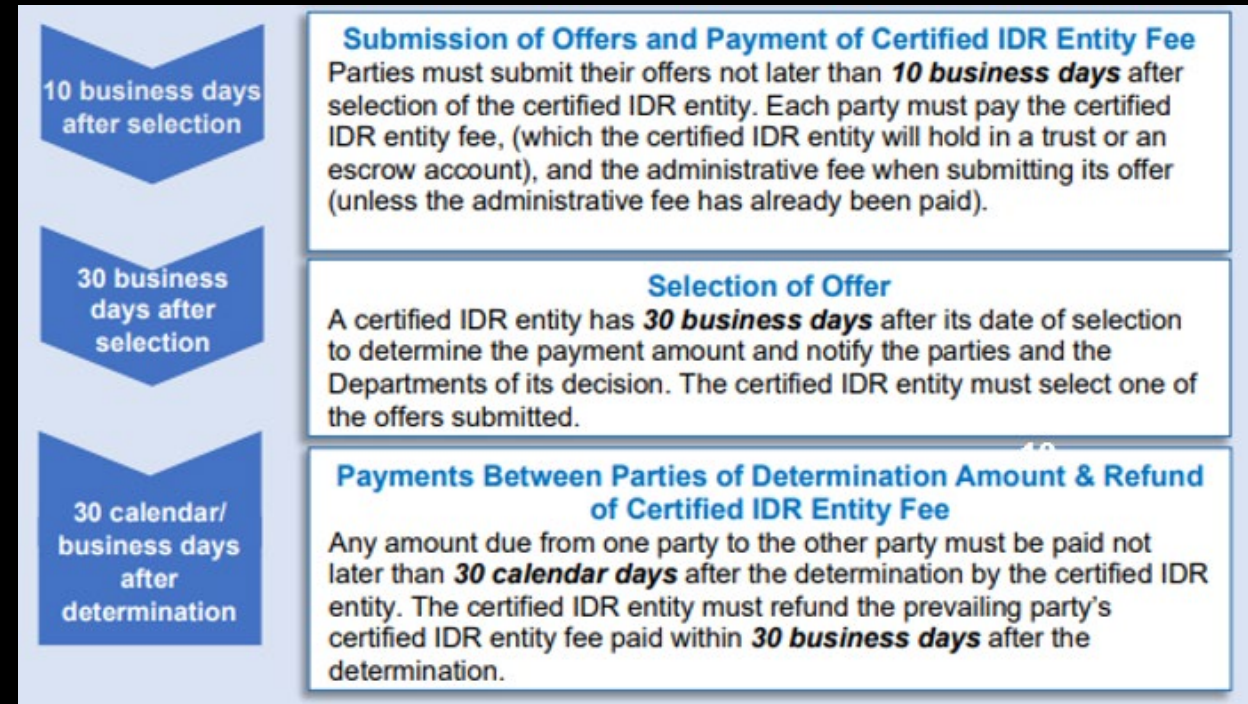 10 business days
after selection
Submission of Offers and Payment of Certified IDR Entity Fee
Parties must submit their offers not later than 10 business days after
selection of the certified IDR entity. Each party must pay the certified
IDR entity fee, (which the certified IDR entity will hold in a trust or an
escrow account), and the administrative fee when submitting its offer
(unless the administrative fee has already been paid).
30 business
days after
selection
Selection of Offer
A certified IDR entity has 30 business days after its date of selection
to determine the payment amount and notify the parties and the
Departments of its decision. The certified IDR entity must select one of
the offers submitted.
30 calendar/
business days
after
determination
Payments Between Parties of Determination Amount & Refund
of Certified IDR Entity Fee
Any amount due from one party to the other party must be paid not
later than 30 calendar days after the determination by the certified IDR
entity. The certified IDR entity must refund the prevailing party's
certified IDR entity fee paid within 30 business days after the
determination.